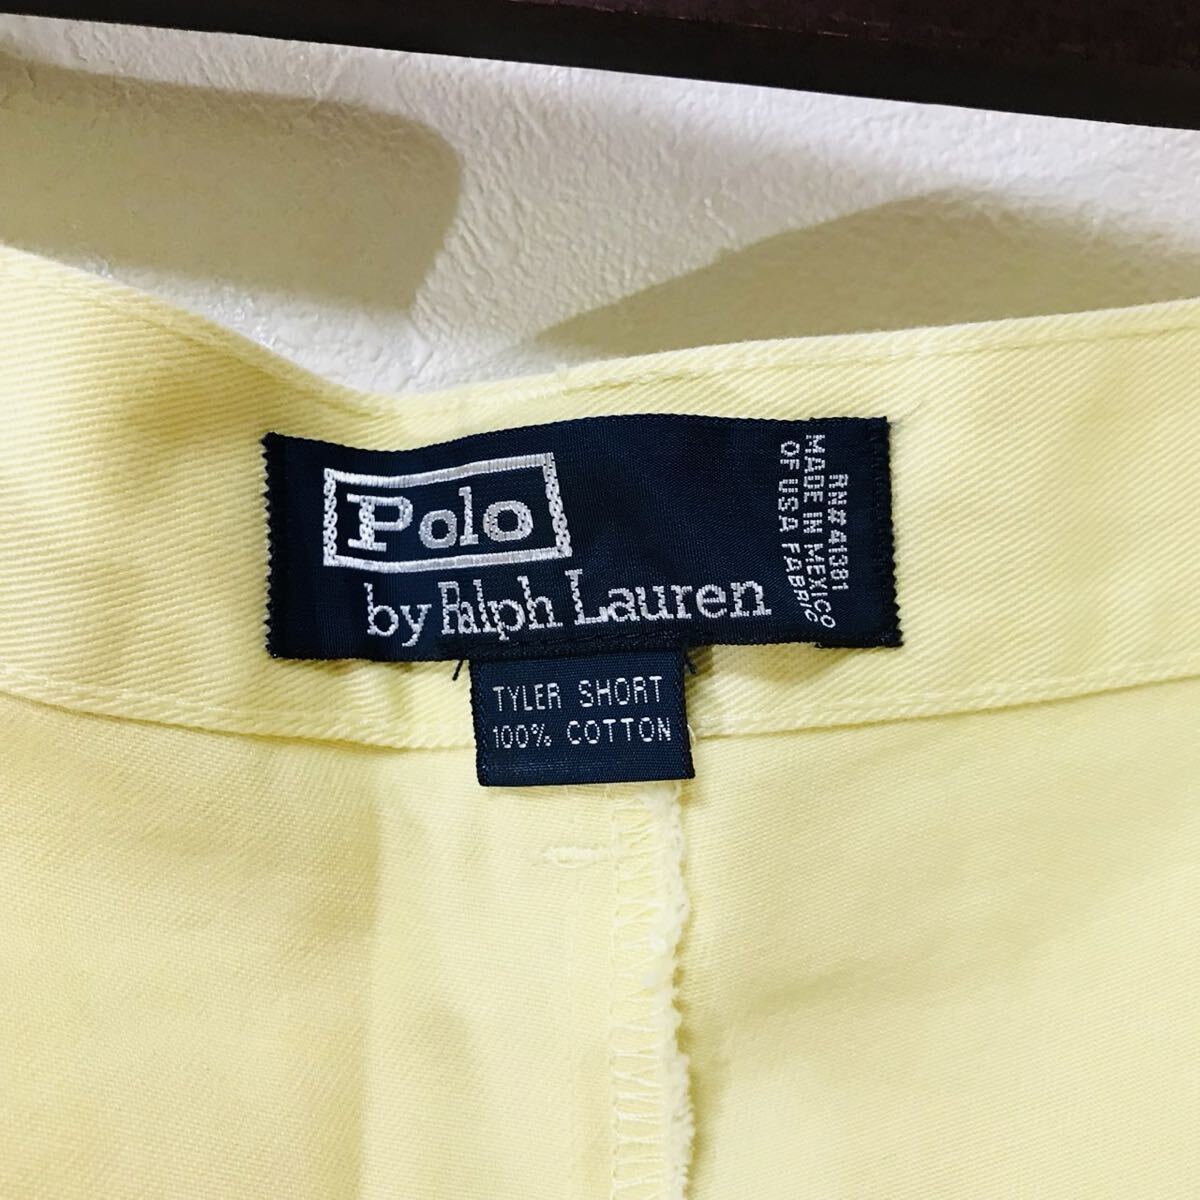 Polo
by Ralph Lauren
RN# 41381
MADE IN MEXICO
OF USA FABRIC
TYLER SHORT
100% COTTON